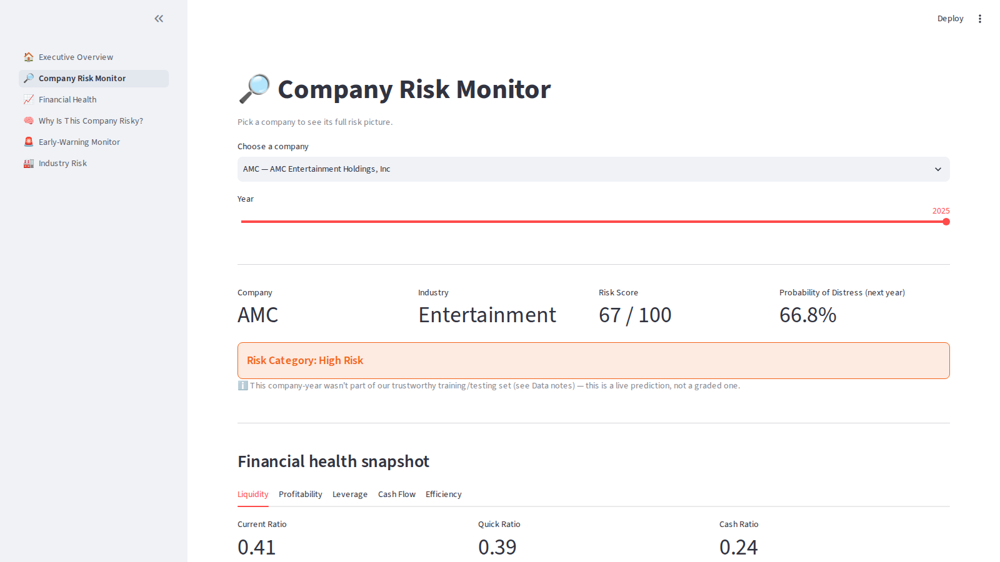 Deploy
Executive Overview
Company Risk Monitor
Financial Health
Why Is This Company Risky?
Early-Warning Monitor
Industry Risk
Company Risk Monitor
Pick a company to see its full risk picture.
Choose a company
AMC — AMC Entertainment Holdings, Inc
Year
2025
Company
Industry
Risk Score
Probability of Distress (next year)
AMC
Entertainment
67 / 100
66.8%
Risk Category: High Risk
This company-year wasn't part of our trustworthy training/testing set (see Data notes) — this is a live prediction, not a graded one.
Financial health snapshot
Liquidity
Profitability
Leverage
Cash Flow
Efficiency
Current Ratio
Quick Ratio
Cash Ratio
0.41
0.39
0.24